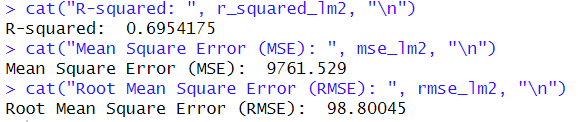 > cat("R-squared: ", r_squared_lm2, "\n")
R-squared:  0.6954175
> cat("Mean Square Error (MSE): ", mse_lm2, "\n")
Mean Square Error (MSE):  9761.529
> cat("Root Mean Square Error (RMSE): ", rmse_lm2, "\n")
Root Mean Square Error (RMSE):  98.80045